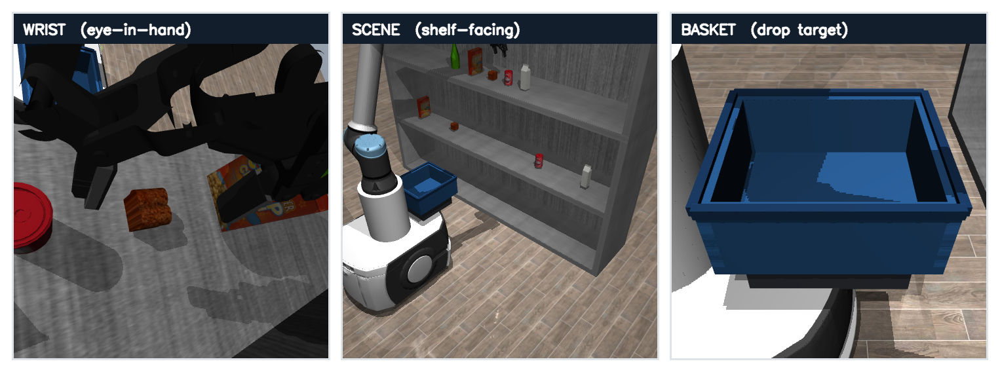 WRIST (eye-in-hand)
SCENE (shelf-facing)
BASKET (drop target)